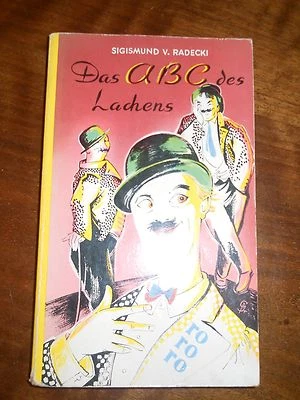 SIGISMUND V. RADECKI
Das ABC des
Lachens
ro
ro
ro